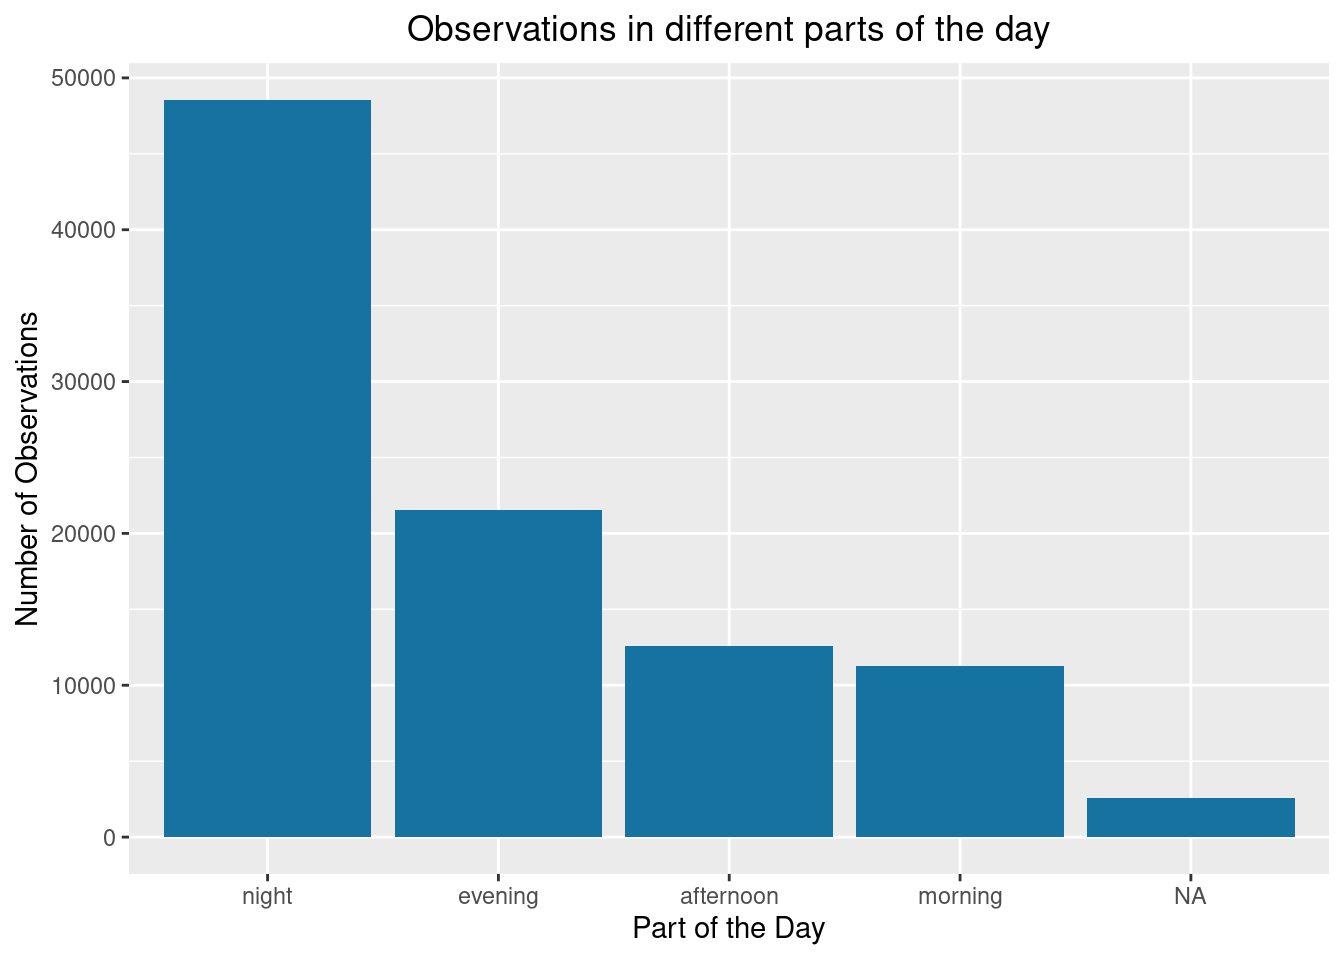 Observations in different parts of the day
Number of Observations
50000
40000
30000
20000
10000
0
night
evening
afternoon
morning
NA
Part of the Day